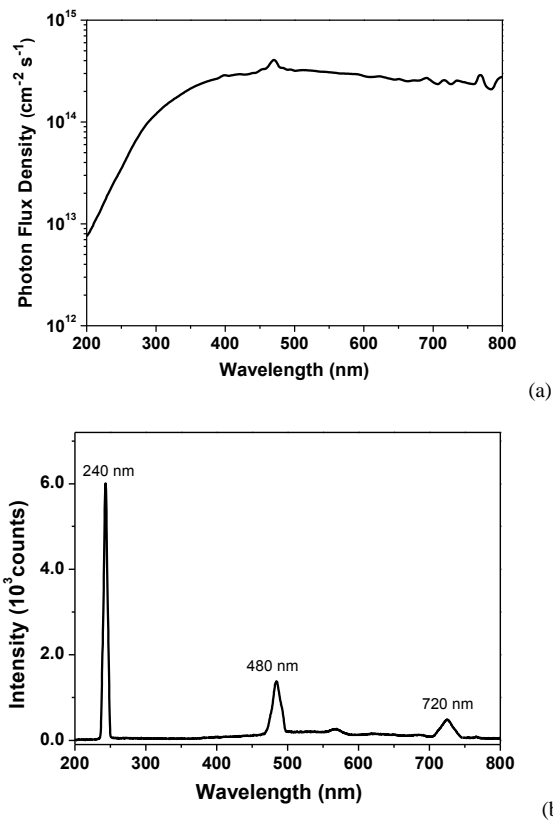 10^15
10^14
10^13
10^12
Photon Flux Density (cm^-2 s^-1)
200 300 400 500 600 700 800
Wavelength (nm)
(a)
240 nm
480 nm
720 nm
6.0
4.0
2.0
0.0
Intensity (10^3 counts)
200 300 400 500 600 700 800
Wavelength (nm)
(b